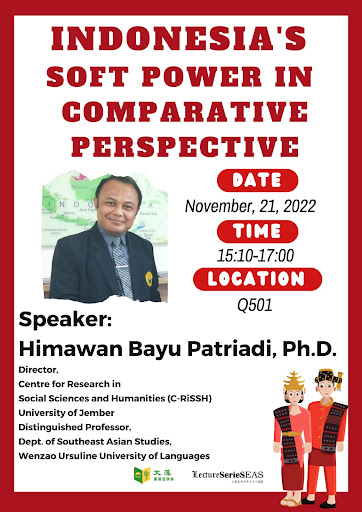 INDONESIA'S
SOFT POWER IN
COMPARATIVE
PERSPECTIVE
DATE
November, 21, 2022
TIME
15:10-17:00
LOCATION
Q501
Speaker:
Himawan Bayu Patriadi, Ph.D.
Director,
Centre for Research in
Social Sciences and Humanities (C-RiSSH)
University of Jember
Distinguished Professor,
Dept. of Southeast Asian Studies,
Wenzao Ursuline University of Languages
LectureSerieSEAS